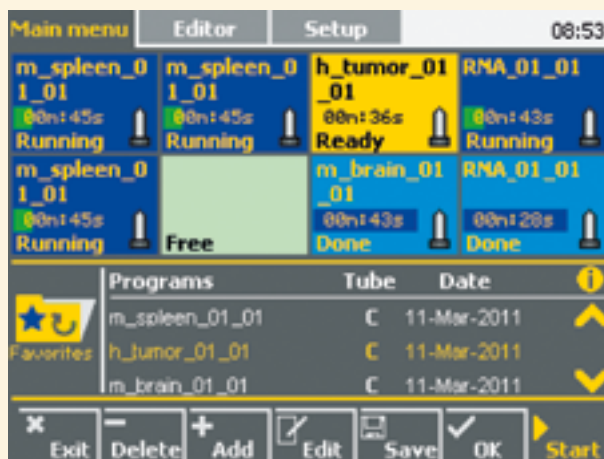 Main menu Editor Setup 08:53
m_spleen_0 m_spleen_0 h_tumor_01 RNA_01_01
1_01 1_01 _01
00n:45s 00n:45s 00n:36s 00n:43s
Running Running Ready Running
m_spleen_0 m_brain_01 RNA_01_01
1_01 _01
00n:45s 00n:43s 00n:28s
Running Free Done Done
Programs Tube Date i
m_spleen_01_01 C 11-Mar-2011
Favorites h_tumor_01_01 C 11-Mar-2011
m_brain_01_01 C 11-Mar-2011
Exit Delete Add Edit Save OK Start